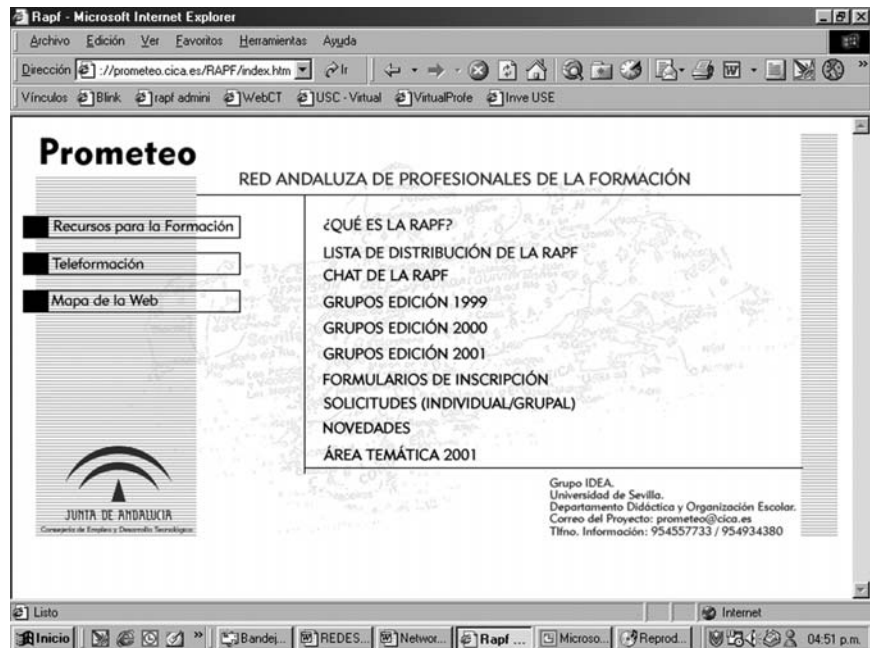 Rapf - Microsoft Internet Explorer
Archivo Edición Ver Favoritos Herramientas Ayuda
Dirección ://prometeo.cica.es/RAPF/index.htm Ir »
Vínculos Blink rapf admini WebCT USC - Virtual VirtualProfe Inve USE
Prometeo
RED ANDALUZA DE PROFESIONALES DE LA FORMACIÓN
Recursos para la Formación
Teleformación
Mapa de la Web
¿QUÉ ES LA RAPF?
LISTA DE DISTRIBUCIÓN DE LA RAPF
CHAT DE LA RAPF
GRUPOS EDICIÓN 1999
GRUPOS EDICIÓN 2000
GRUPOS EDICIÓN 2001
FORMULARIOS DE INSCRIPCIÓN
SOLICITUDES (INDIVIDUAL/GRUPAL)
NOVEDADES
ÁREA TEMÁTICA 2001
JUNTA DE ANDALUCIA
Consejería de Empleo y Desarrollo Tecnológico
Grupo IDEA.
Universidad de Sevilla.
Departamento Didáctica y Organización Escolar.
Correo del Proyecto: prometeo@cica.es
Tlfno. Información: 954557733 / 954934380
Listo Internet
Inicio » Bandej... REDES... Networ... Rapf ... Microso... Reprod... 04:51 p.m.